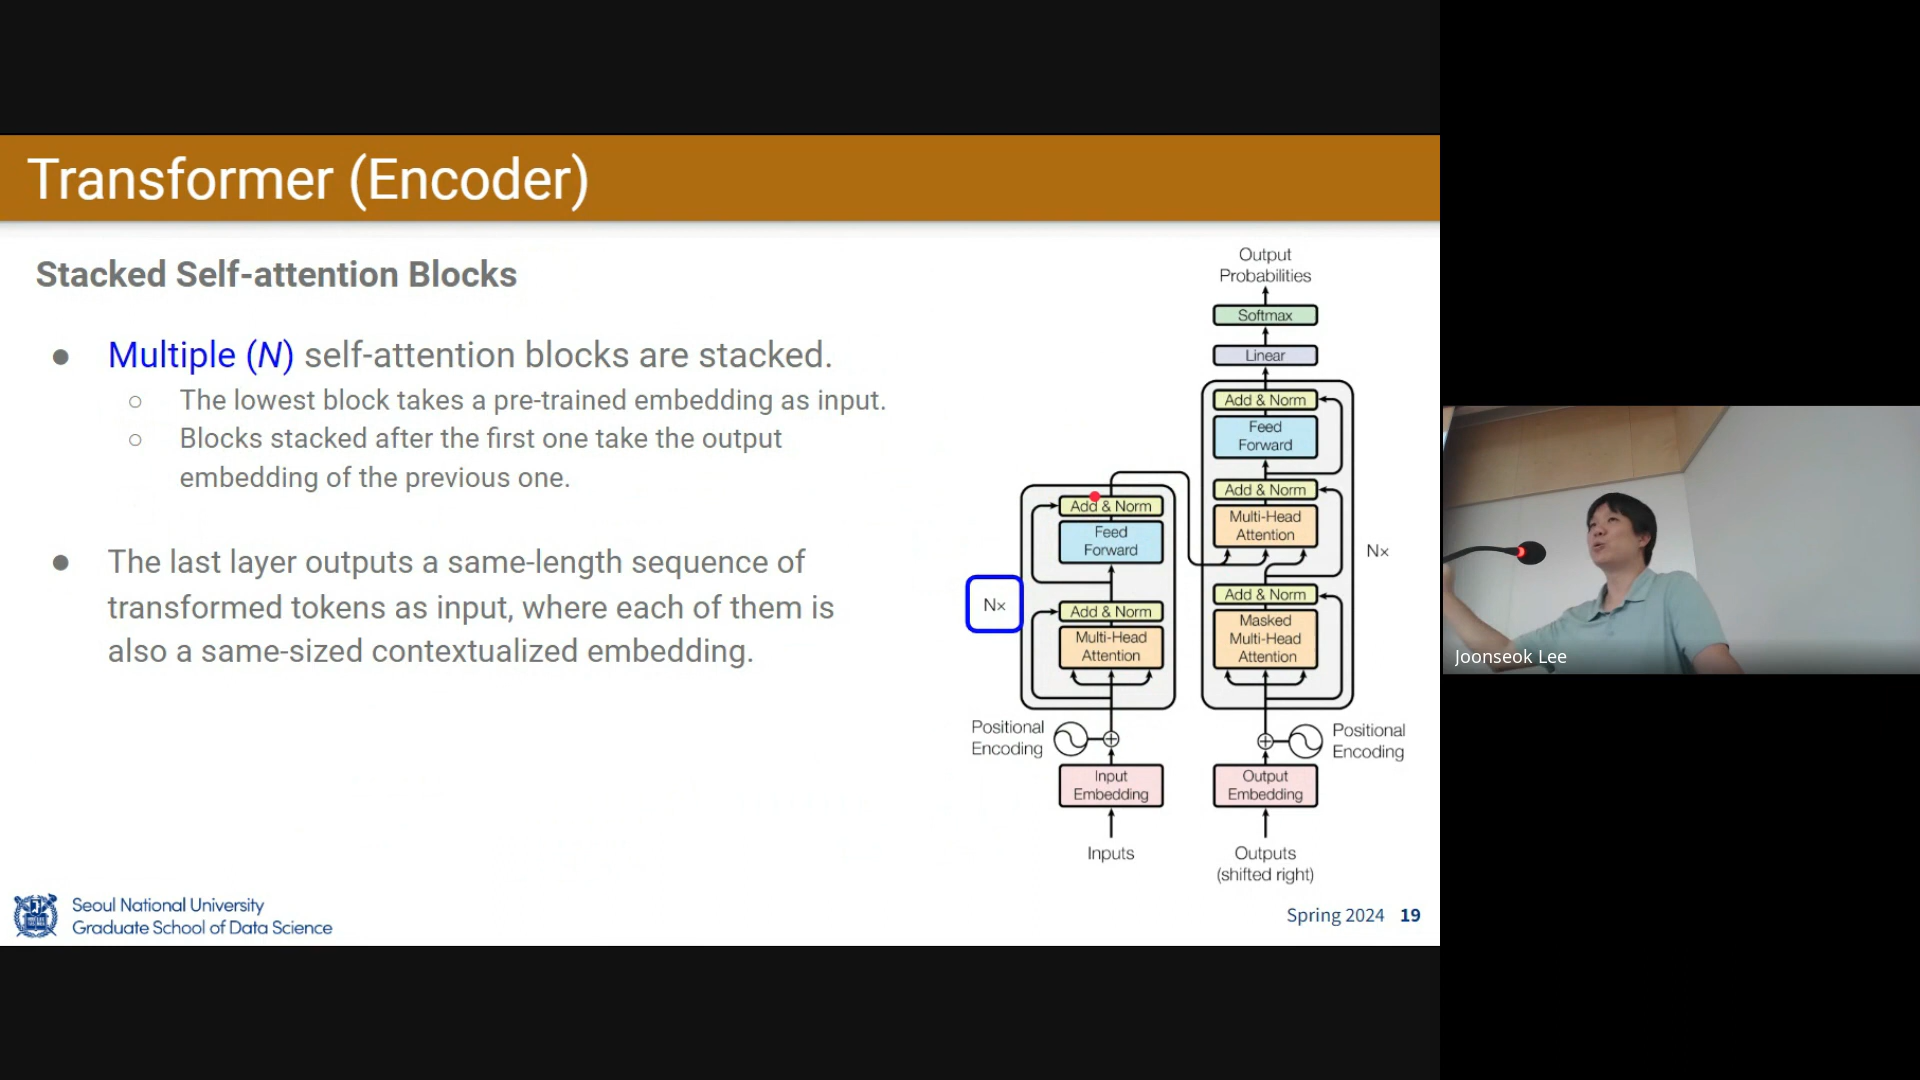 Transformer (Encoder)
Stacked Self-attention Blocks
● Multiple (N) self-attention blocks are stacked.
○ The lowest block takes a pre-trained embedding as input.
○ Blocks stacked after the first one take the output
embedding of the previous one.
● The last layer outputs a same-length sequence of
transformed tokens as input, where each of them is
also a same-sized contextualized embedding.
Output
Probabilities
Softmax
Linear
Add & Norm
Feed
Forward
Add & Norm
Multi-Head
Attention
N×
Add & Norm
Masked
Multi-Head
Attention
Positional
Encoding
Output
Embedding
Outputs
(shifted right)
Add & Norm
Feed
Forward
N×
Add & Norm
Multi-Head
Attention
Positional
Encoding
Input
Embedding
Inputs
Seoul National University
Graduate School of Data Science
Spring 2024 19
Joonseok Lee